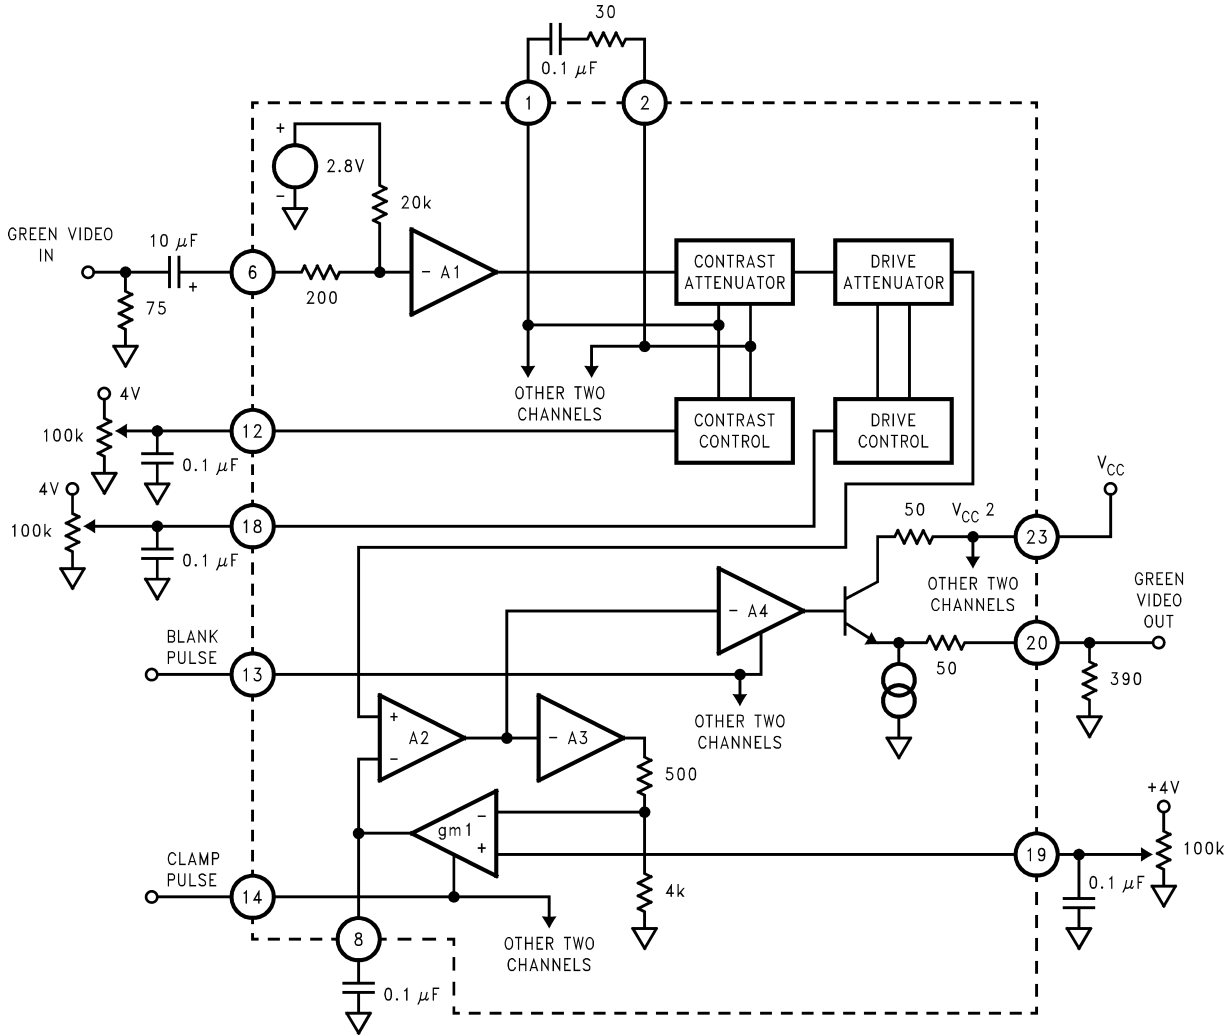 30
0.1 μF
1
2
+
2.8V
-
20k
GREEN VIDEO
IN
10 μF
+
6
200
75
- A1
CONTRAST
ATTENUATOR
DRIVE
ATTENUATOR
OTHER TWO
CHANNELS
4V
100k
12
0.1 μF
CONTRAST
CONTROL
DRIVE
CONTROL
4V
100k
18
0.1 μF
VCC
50
VCC 2
23
OTHER TWO
CHANNELS
GREEN
VIDEO
OUT
- A4
20
50
390
BLANK
PULSE
13
OTHER TWO
CHANNELS
+
A2
-
- A3
500
gm1
-
+
+4V
19
100k
0.1 μF
CLAMP
PULSE
14
4k
OTHER TWO
CHANNELS
8
0.1 μF